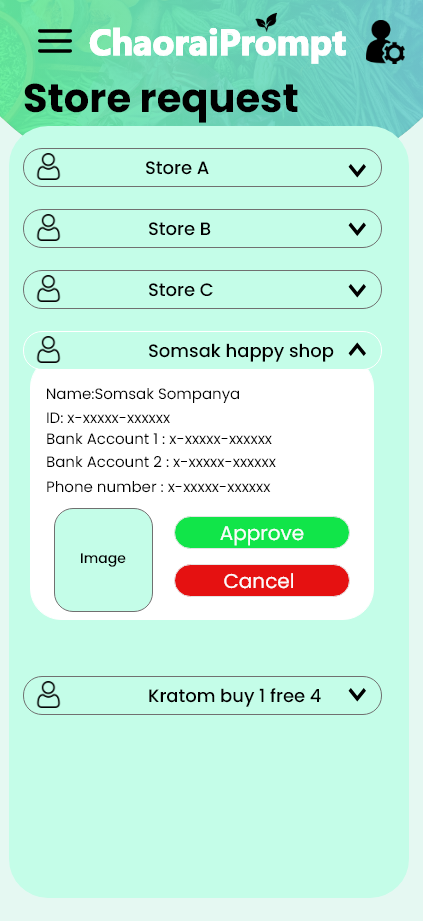 ChaoraiPrompt
Store request
Store A
Store B
Store C
Somsak happy shop
Name:Somsak Sompanya
ID: x-xxxxx-xxxxxx
Bank Account 1 : x-xxxxx-xxxxxx
Bank Account 2 : x-xxxxx-xxxxxx
Phone number : x-xxxxx-xxxxxx
Image
Approve
Cancel
Kratom buy 1 free 4